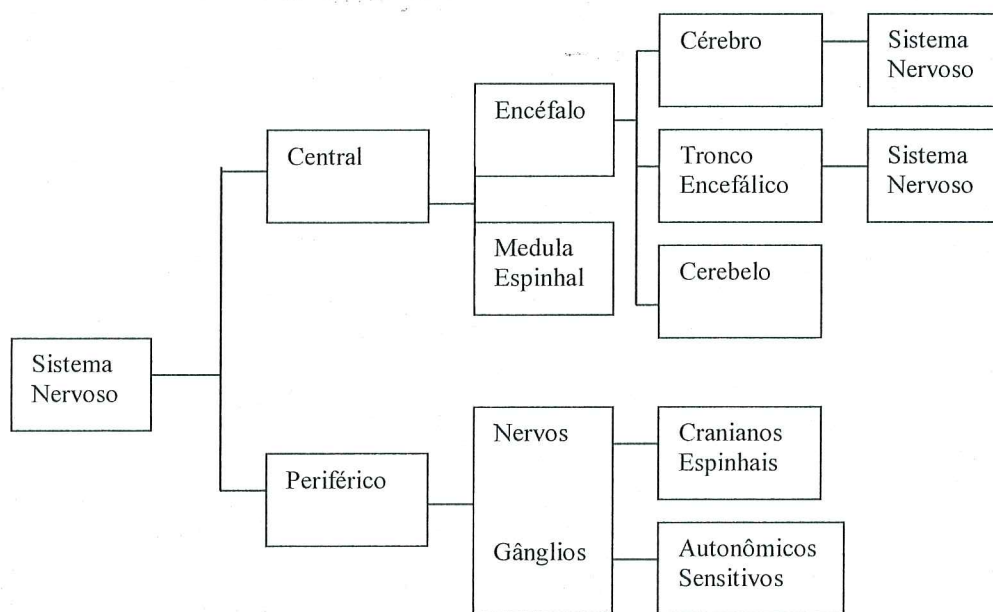 Cérebro
Sistema
Nervoso
Encéfalo
Central
Tronco
Encefálico
Sistema
Nervoso
Medula
Espinhal
Cerebelo
Sistema
Nervoso
Nervos
Cranianos
Espinhais
Periférico
Gânglios
Autonômicos
Sensitivos